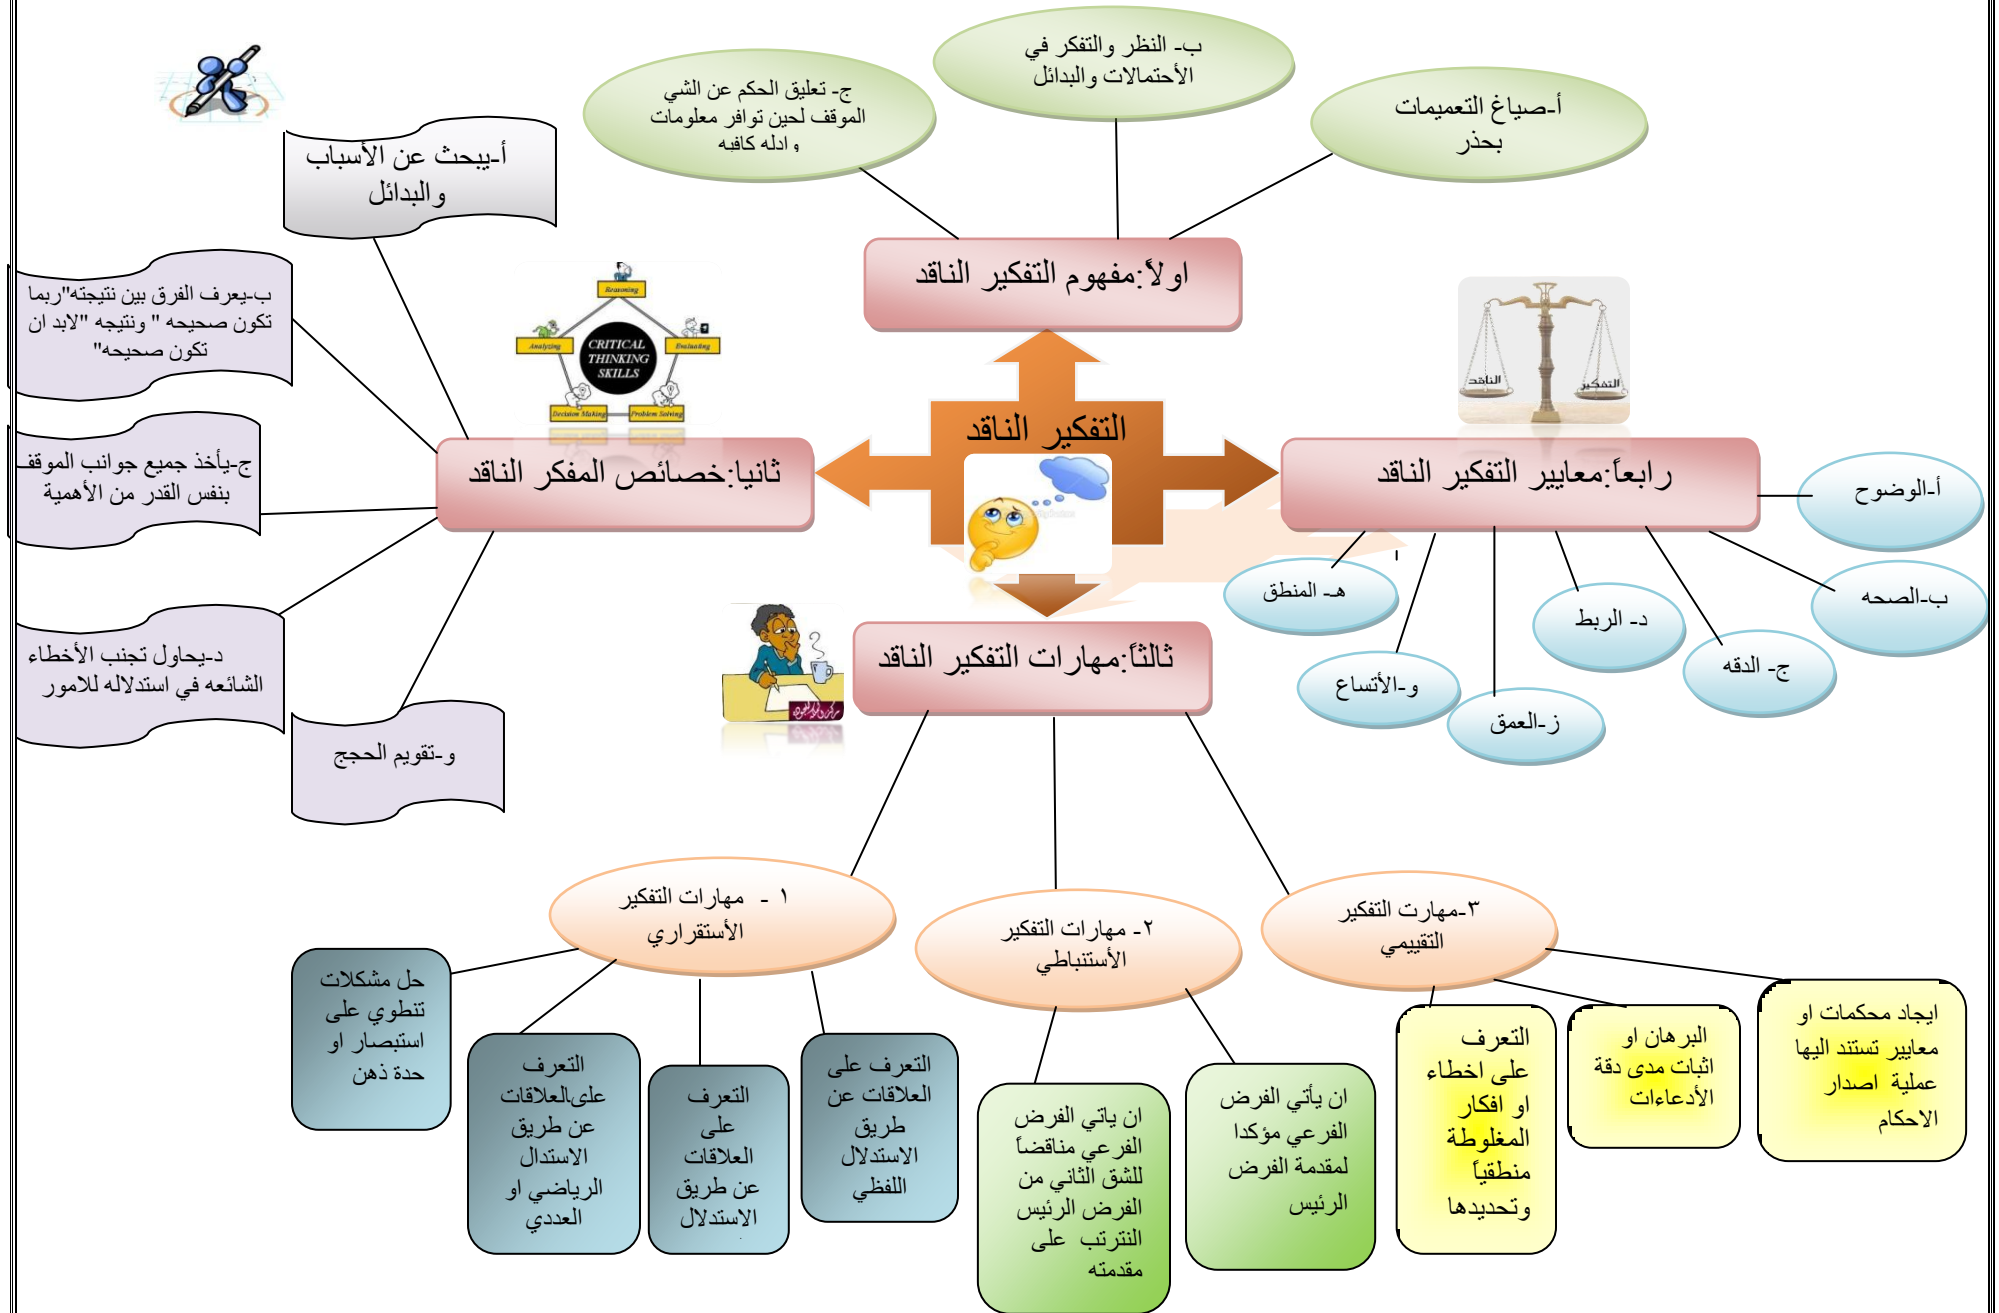 التفكير الناقد
اولاً:مفهوم التفكير الناقد
أ-صياغ التعميمات
بحذر
ب- النظر والتفكر في
الأحتمالات والبدائل
ج- تعليق الحكم عن الشي
الموقف لحين توافر معلومات
و ادله كافيه
ثانيا:خصائص المفكر الناقد
أ-يبحث عن الأسباب
والبدائل
ب-يعرف الفرق بين نتيجته"ربما
تكون صحيحه " ونتيجه "لابد ان
تكون صحيحه"
ج-يأخذ جميع جوانب الموقف
بنفس القدر من الأهمية
د-يحاول تجنب الأخطاء
الشائعه في استدلاله للامور
و-تقويم الحجج
Reasoning
Analyzing
Evaluating
CRITICAL
THINKING
SKILLS
Decision Making
Problem Solving
ثالثاً:مهارات التفكير الناقد
١ - مهارات التفكير
الأستقراري
حل مشكلات
تنطوي على
استبصار او
حدة ذهن
التعرف
على العلاقات
عن طريق
الاستدال
الرياضي او
العددي
التعرف
على
العلاقات
عن طريق
الاستدلال
التعرف على
العلاقات عن
طريق
الاستدلال
اللفظي
٢- مهارات التفكير
الأستنباطي
ان ياتي الفرض
الفرعي مناقضاً
للشق الثاني من
الفرض الرئيس
النترتب على
مقدمته
ان يأتي الفرض
الفرعي مؤكدا
لمقدمة الفرض
الرئيس
٣-مهارت التفكير
التقييمي
التعرف
على اخطاء
او افكار
المغلوطة
منطقياً
وتحديدها
البرهان او
اثبات مدى دقة
الأدعاءات
ايجاد محكمات او
معايير تستند اليها
عملية اصدار
الاحكام
رابعاً:معايير التفكير الناقد
التفكير
الناقد
أ-الوضوح
ب-الصحه
ج- الدقه
د- الربط
هـ- المنطق
و-الأتساع
ز-العمق